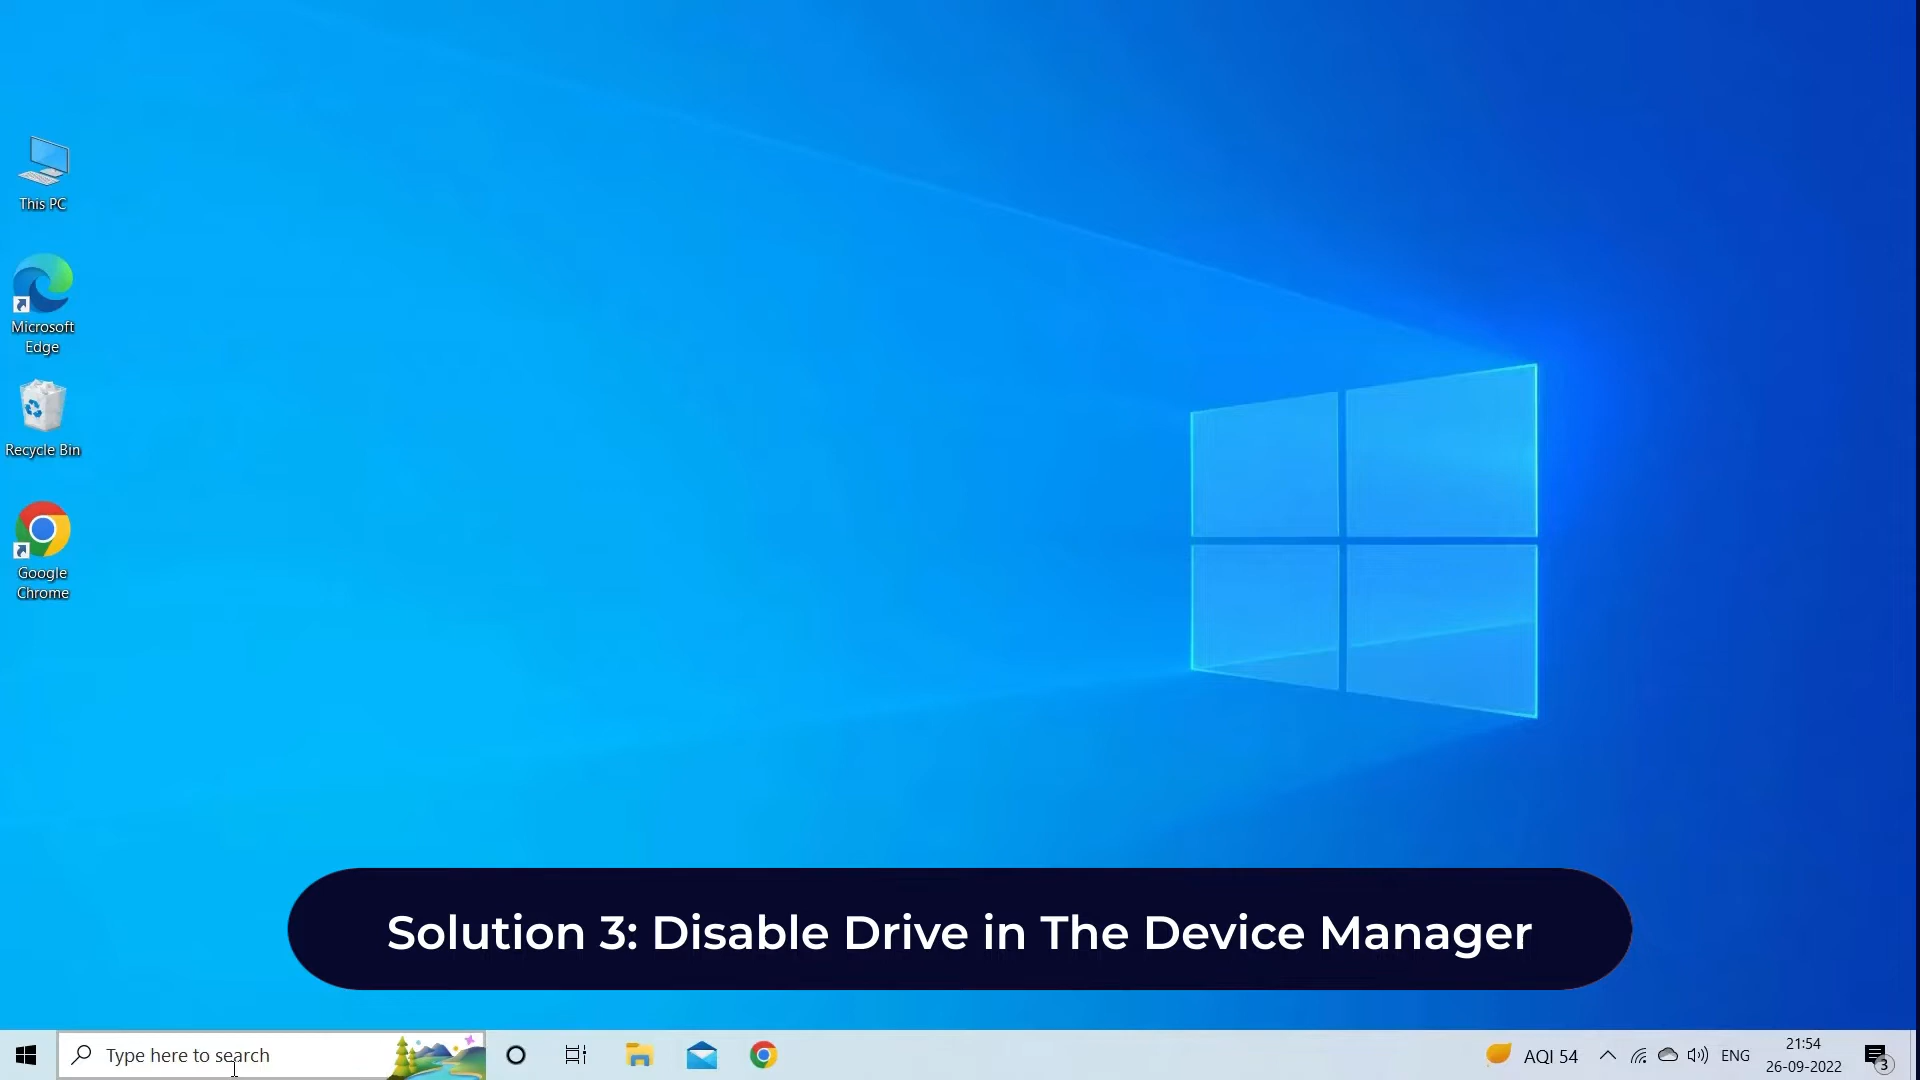 This PC
Microsoft
Edge
Recycle Bin
Google
Chrome
Solution 3: Disable Drive in The Device Manager
Type here to search
AQI 54
ENG
21:54
26-09-2022
3